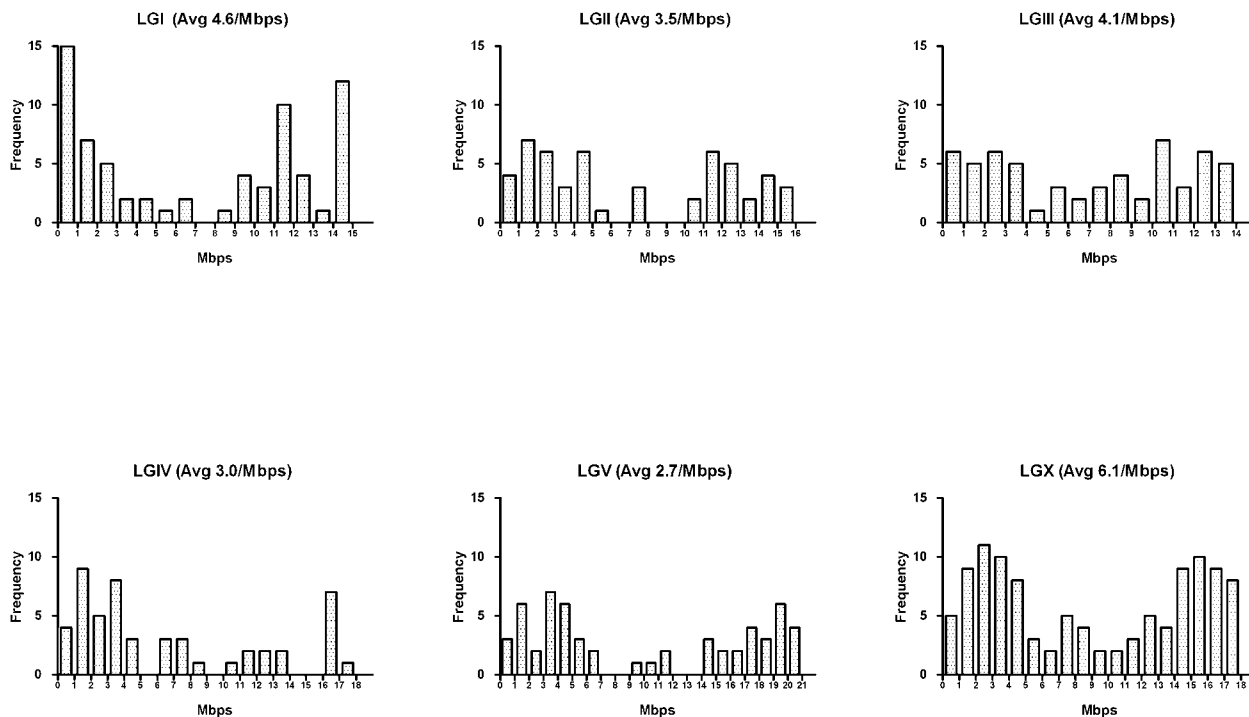 LGI (Avg 4.6/Mbps)
15
10
5
0
Frequency
0 1 2 3 4 5 6 7 8 9 10 11 12 13 14 15
Mbps
LGII (Avg 3.5/Mbps)
15
10
5
0
Frequency
0 1 2 3 4 5 6 7 8 9 10 11 12 13 14 15 16
Mbps
LGIII (Avg 4.1/Mbps)
15
10
5
0
Frequency
0 1 2 3 4 5 6 7 8 9 10 11 12 13 14
Mbps
LGIV (Avg 3.0/Mbps)
15
10
5
0
Frequency
0 1 2 3 4 5 6 7 8 9 10 11 12 13 14 15 16 17 18
Mbps
LGV (Avg 2.7/Mbps)
15
10
5
0
Frequency
0 1 2 3 4 5 6 7 8 9 10 11 12 13 14 15 16 17 18 19 20 21
Mbps
LGX (Avg 6.1/Mbps)
15
10
5
0
Frequency
0 1 2 3 4 5 6 7 8 9 10 11 12 13 14 15 16 17 18
Mbps